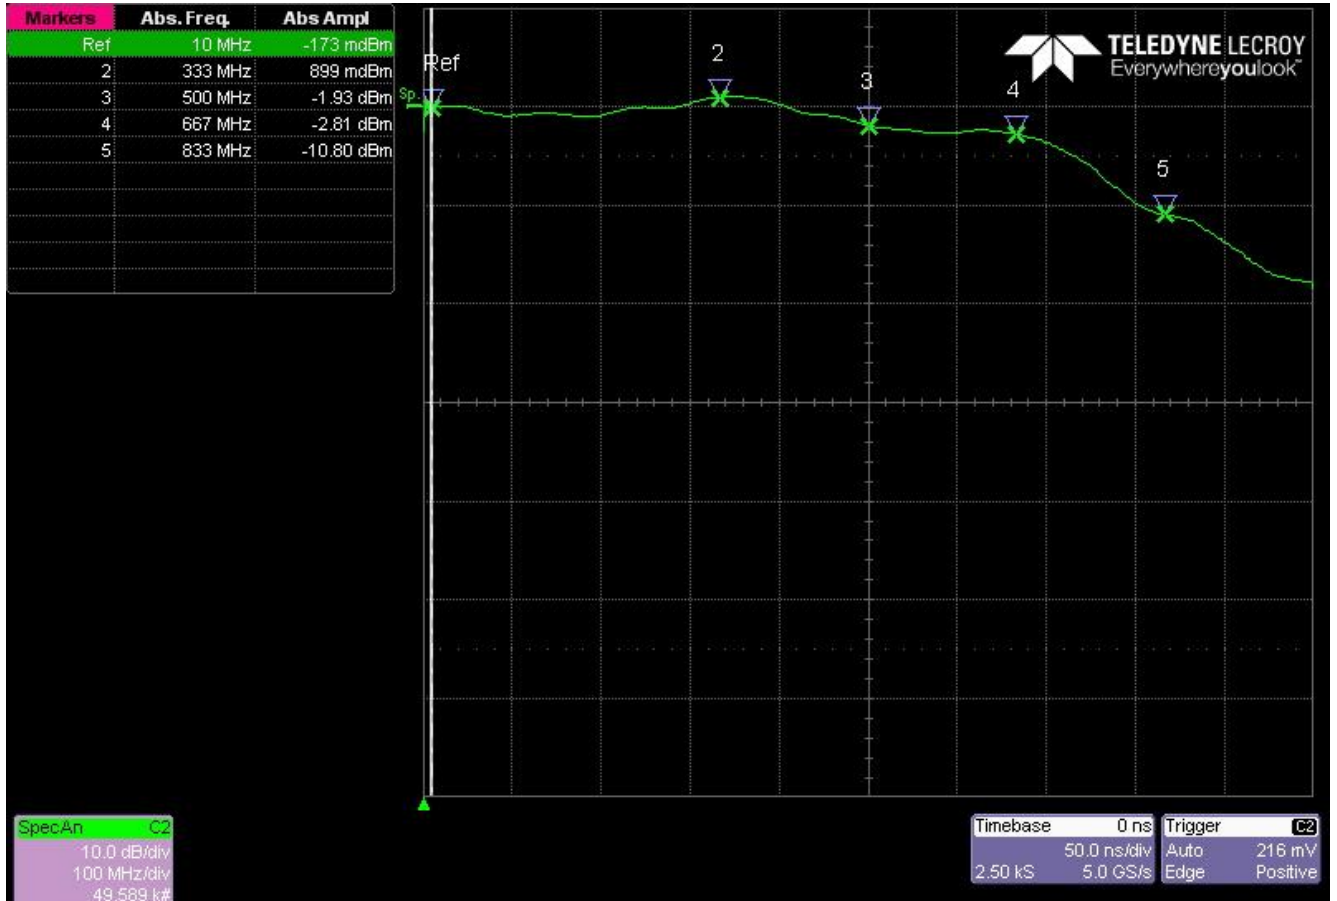 Markers Abs. Freq. Abs Ampl
Ref 10 MHz -173 mdBm
2 333 MHz 899 mdBm
3 500 MHz -1.93 dBm
4 667 MHz -2.81 dBm
5 833 MHz -10.80 dBm
Sp.
Ref
2
3
4
5
TELEDYNE LECROY
Everywhereyoulook™
SpecAn C2
10.0 dB/div
100 MHz/div
49.589 k#
Timebase 0 ns
50.0 ns/div
2.50 kS 5.0 GS/s
Trigger C2
Auto 216 mV
Edge Positive